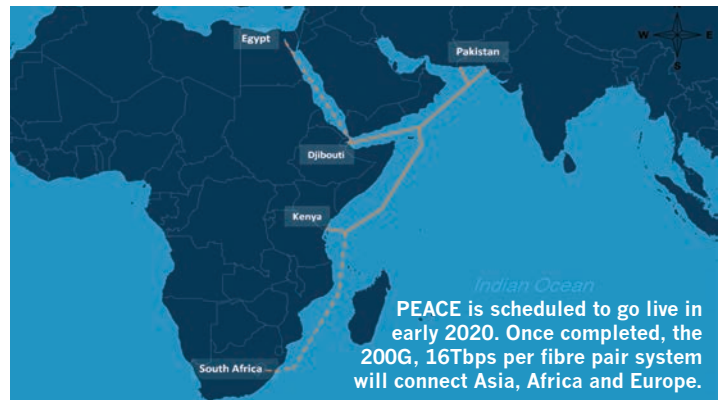 Egypt
W
E
S
Pakistan
Djibouti
Kenya
Indian Ocean
PEACE is scheduled to go live in
early 2020. Once completed, the
200G, 16Tbps per fibre pair system
will connect Asia, Africa and Europe.
South Africa